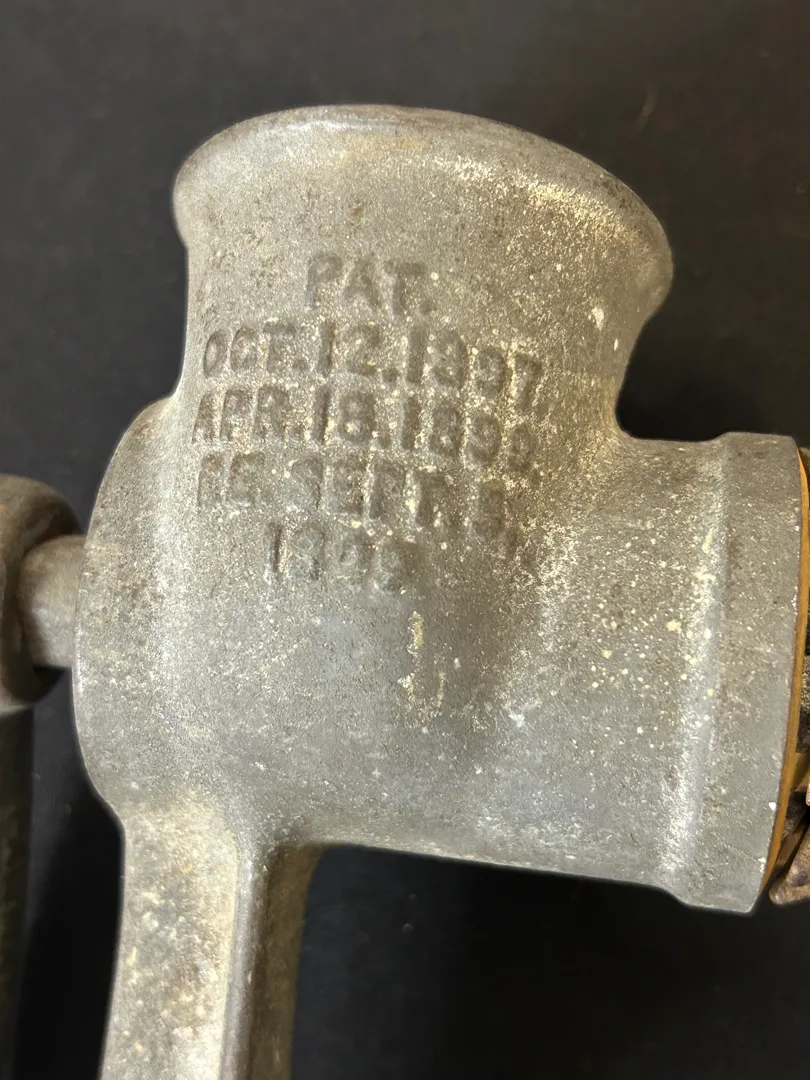 PAT.
OCT.12.1897.
APR.18.1899.
RE. SEPT.5,
1899